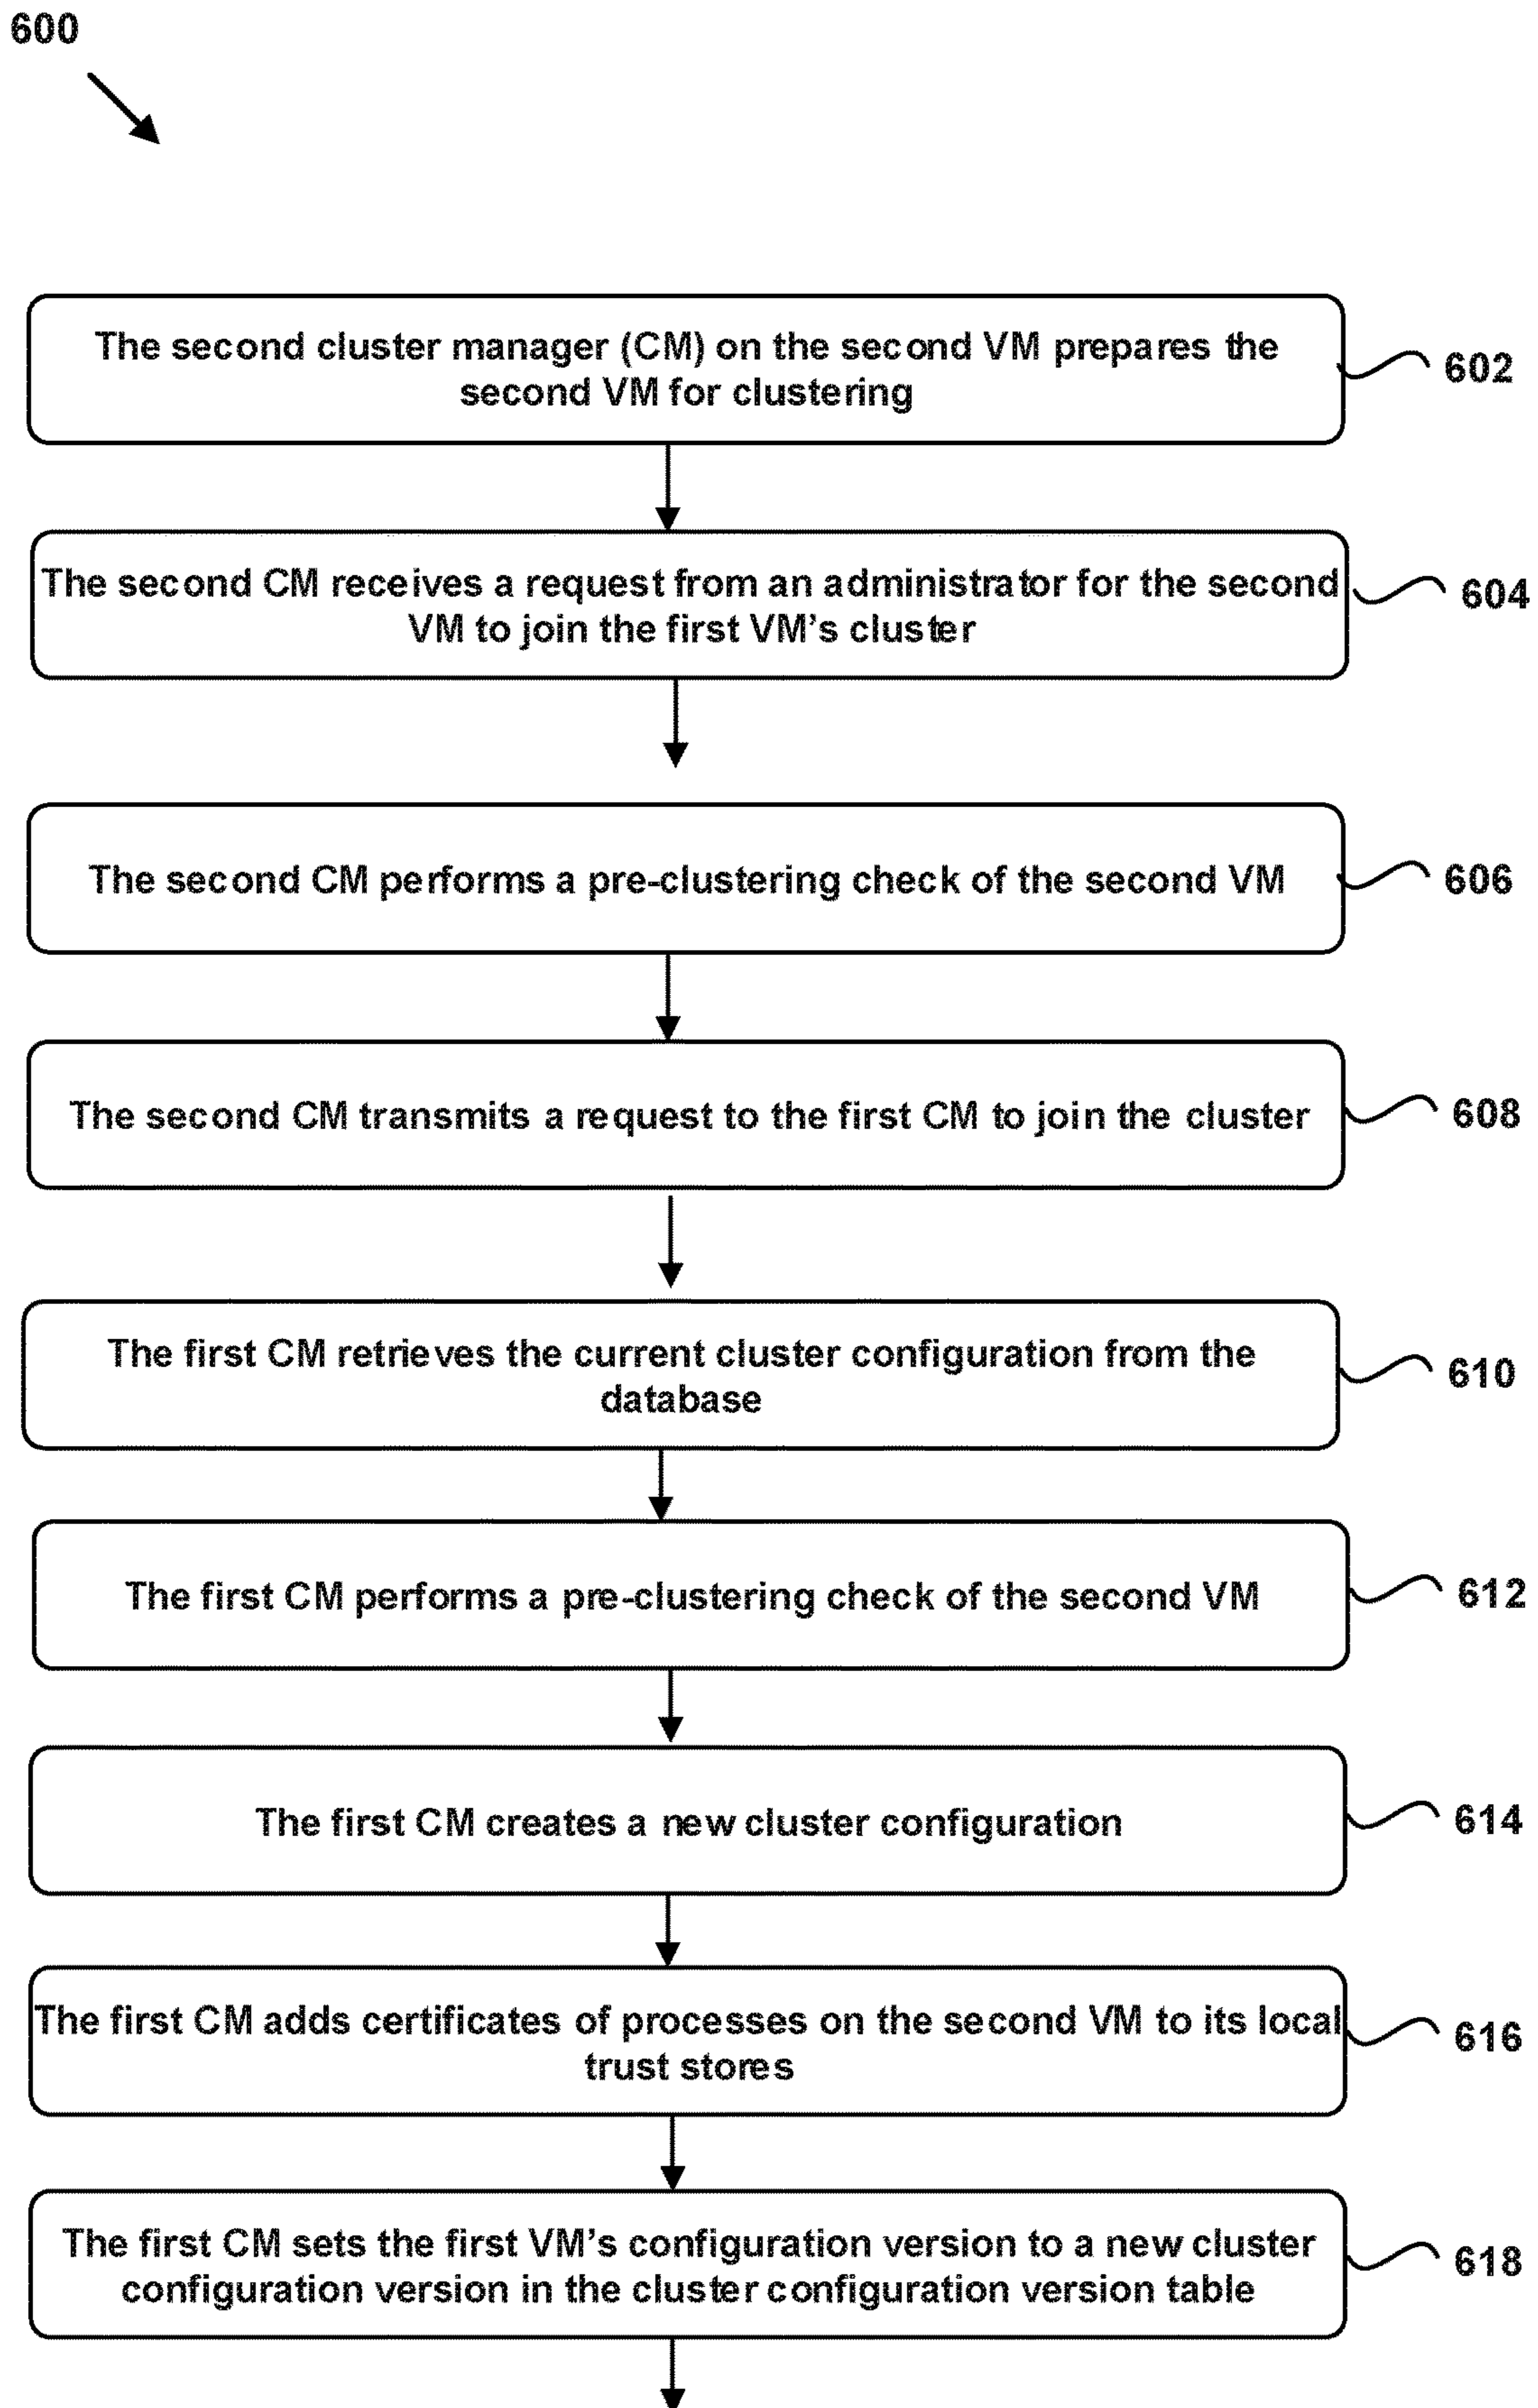 600
The second cluster manager (CM) on the second VM prepares the
second VM for clustering
602
The second CM receives a request from an administrator for the second
VM to join the first VM's cluster
604
The second CM performs a pre-clustering check of the second VM
606
The second CM transmits a request to the first CM to join the cluster
608
The first CM retrieves the current cluster configuration from the
database
610
The first CM performs a pre-clustering check of the second VM
612
The first CM creates a new cluster configuration
614
The first CM adds certificates of processes on the second VM to its local
trust stores
616
The first CM sets the first VM's configuration version to a new cluster
configuration version in the cluster configuration version table
618